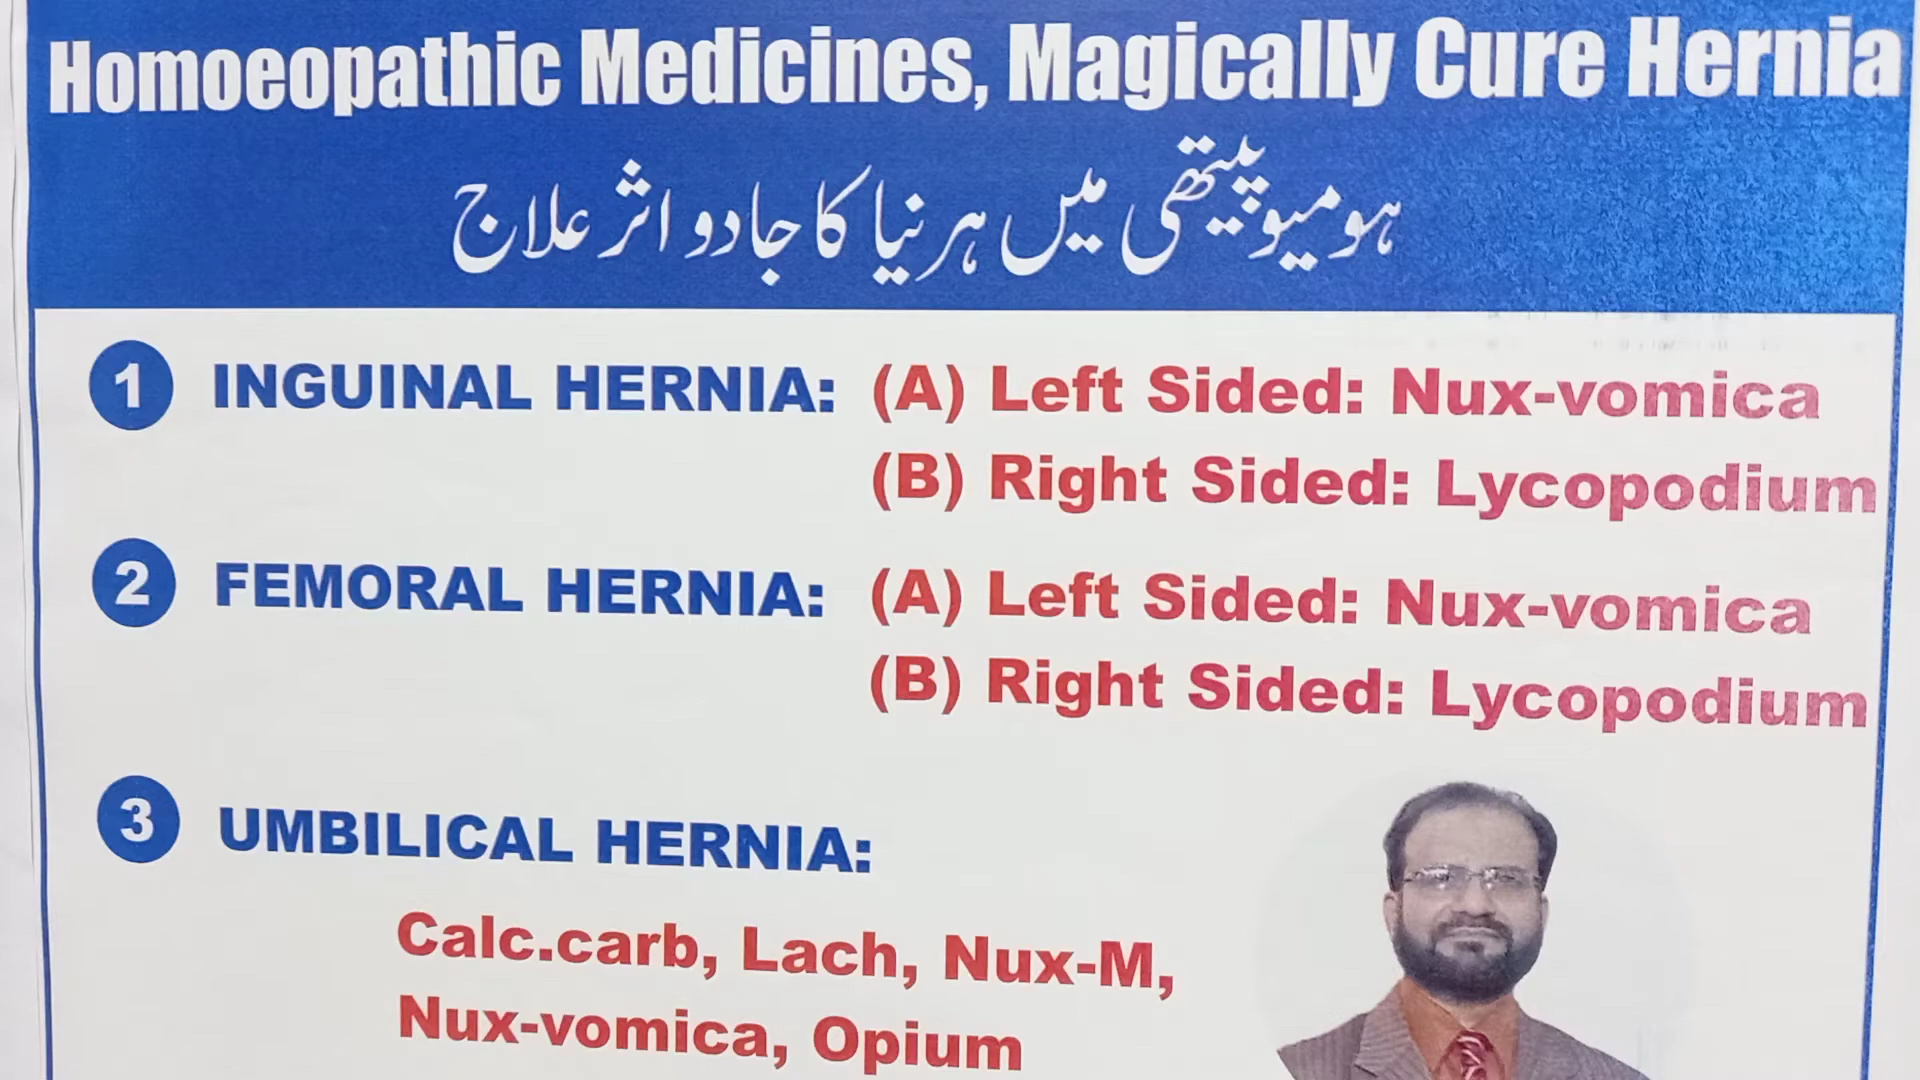 Homoeopathic Medicines, Magically Cure Hernia
ہومیوپیتھی میں ہرنیا کا جادو اثر علاج
1 INGUINAL HERNIA: (A) Left Sided: Nux-vomica
(B) Right Sided: Lycopodium
2 FEMORAL HERNIA: (A) Left Sided: Nux-vomica
(B) Right Sided: Lycopodium
3 UMBILICAL HERNIA:
Calc.carb, Lach, Nux-M,
Nux-vomica, Opium